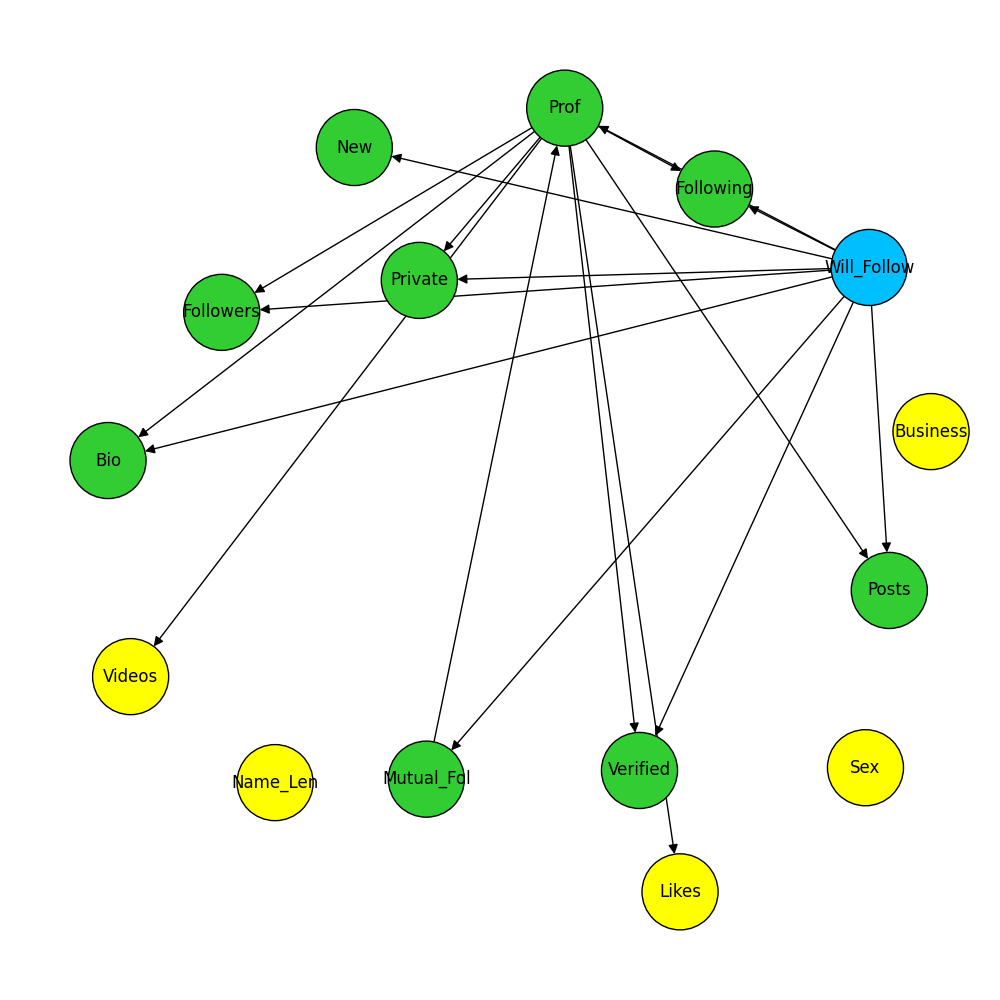 Prof
New
Following
Will_Follow
Private
Followers
Business
Bio
Posts
Videos
Sex
Verified
Mutual_Fol
Name_Len
Likes